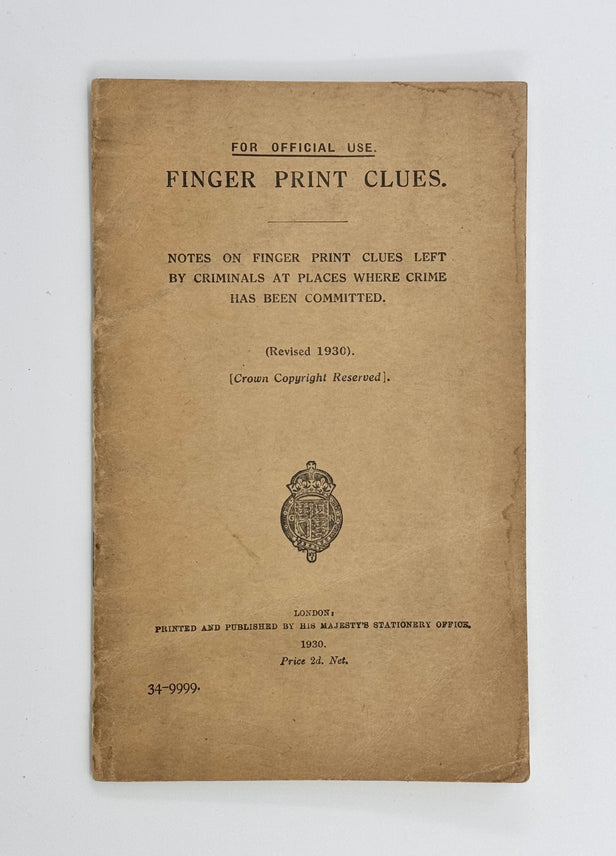 FOR OFFICIAL USE.
FINGER PRINT CLUES.
NOTES ON FINGER PRINT CLUES LEFT
BY CRIMINALS AT PLACES WHERE CRIME
HAS BEEN COMMITTED.
(Revised 1930).
[Crown Copyright Reserved].
G R
LONDON:
PRINTED AND PUBLISHED BY HIS MAJESTY'S STATIONERY OFFICE.
1930.
Price 2d. Net.
34-9999.